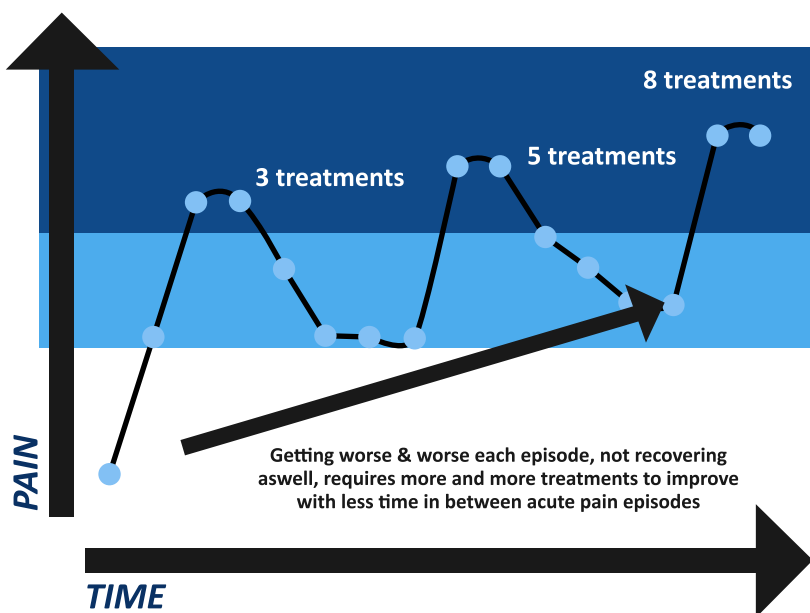 8 treatments
5 treatments
3 treatments
PAIN
Getting worse & worse each episode, not recovering
aswell, requires more and more treatments to improve
with less time in between acute pain episodes
TIME